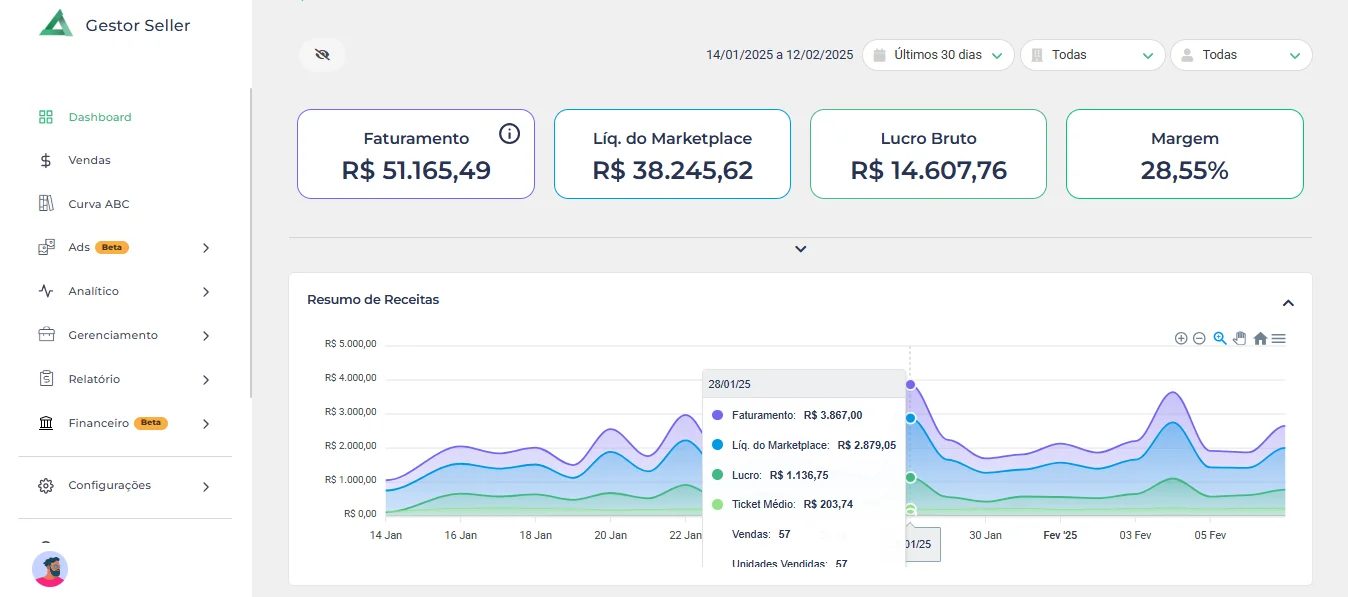 Gestor Seller
Dashboard
Vendas
Curva ABC
Ads Beta
Analítico
Gerenciamento
Relatório
Financeiro Beta
Configurações
14/01/2025 a 12/02/2025 Últimos 30 dias Todas Todas
Faturamento
R$ 51.165,49
Líq. do Marketplace
R$ 38.245,62
Lucro Bruto
R$ 14.607,76
Margem
28,55%
Resumo de Receitas
R$ 5.000,00
R$ 4.000,00
R$ 3.000,00
R$ 2.000,00
R$ 1.000,00
R$ 0,00
28/01/25
Faturamento: R$ 3.867,00
Líq. do Marketplace: R$ 2.879,05
Lucro: R$ 1.136,75
Ticket Médio: R$ 203,74
Vendas: 57
Unidades Vendidas: 57
14 Jan 16 Jan 18 Jan 20 Jan 22 Jan 30 Jan Fev '25 03 Fev 05 Fev
01/25